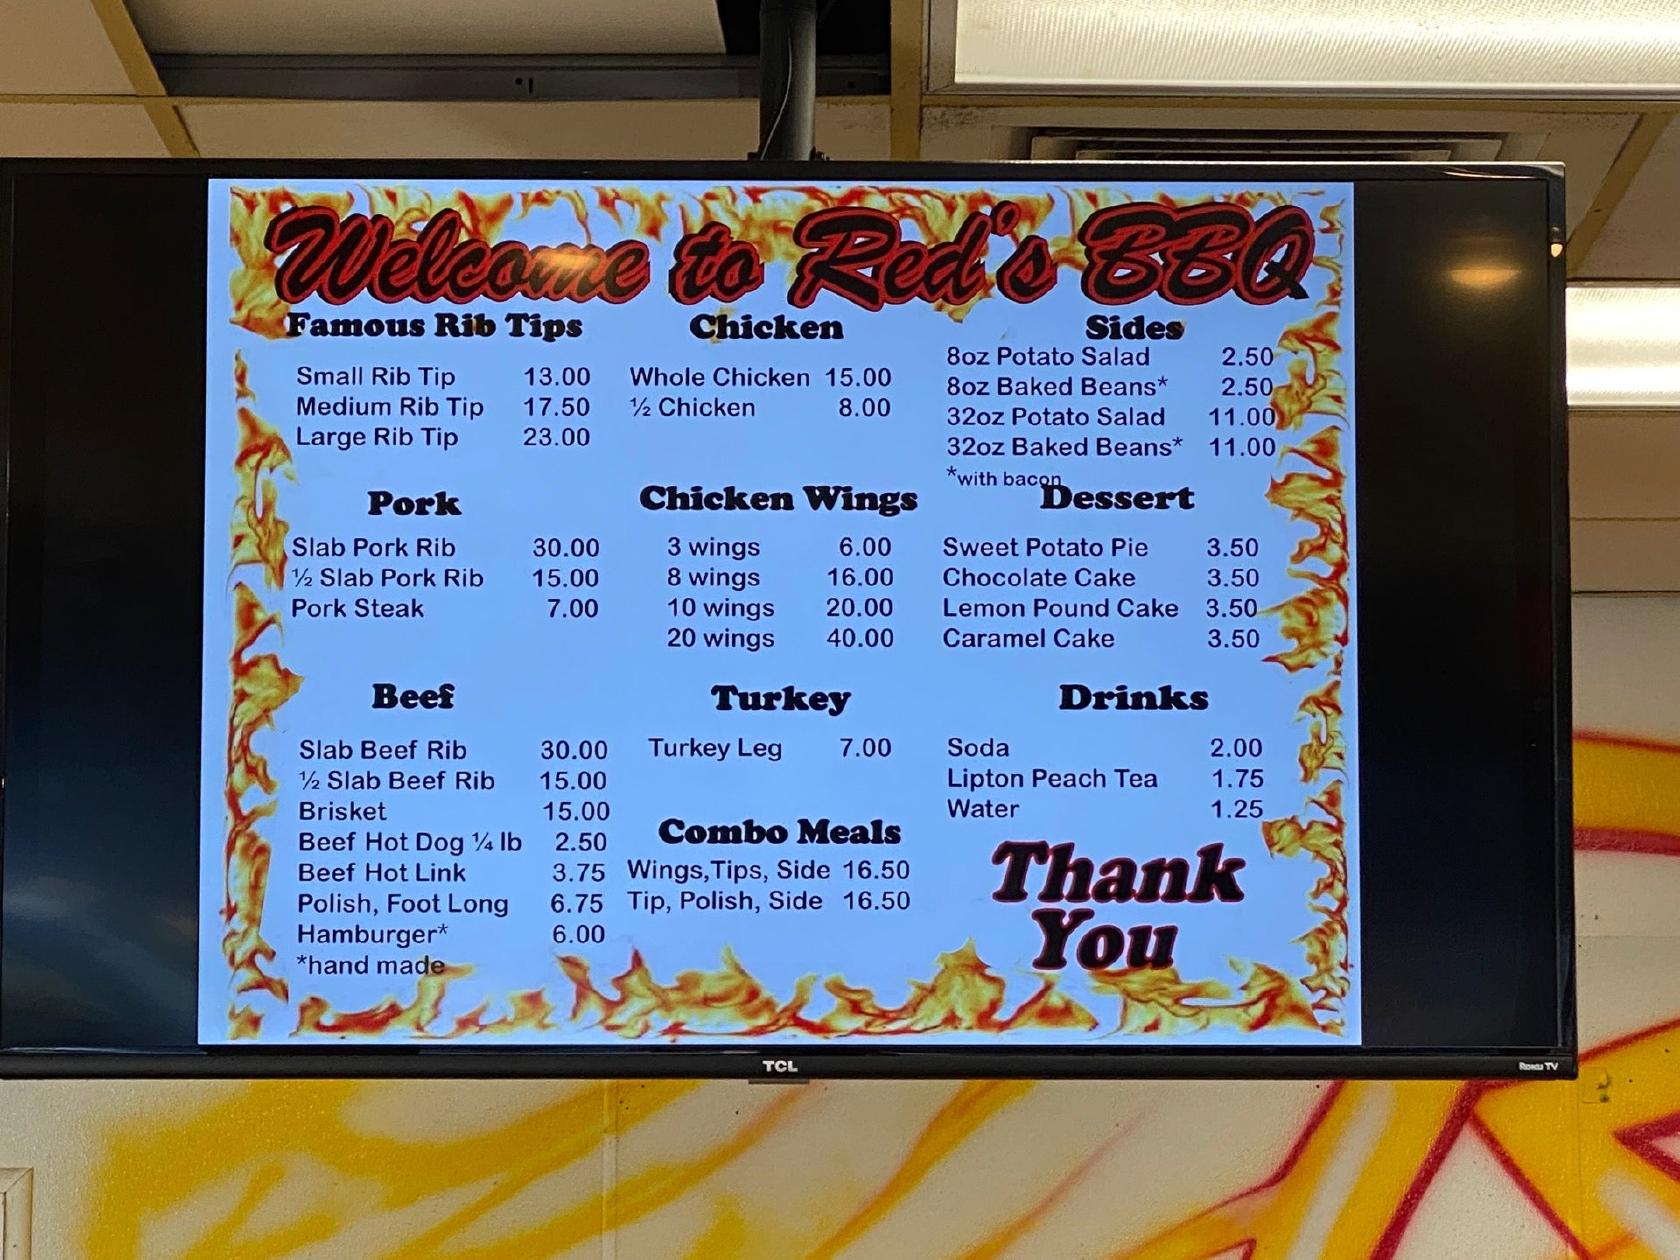 Welcome to Red's BBQ
Famous Rib Tips
Small Rib Tip 13.00
Medium Rib Tip 17.50
Large Rib Tip 23.00
Pork
Slab Pork Rib 30.00
½ Slab Pork Rib 15.00
Pork Steak 7.00
Beef
Slab Beef Rib 30.00
½ Slab Beef Rib 15.00
Brisket 15.00
Beef Hot Dog ¼ lb 2.50
Beef Hot Link 3.75
Polish, Foot Long 6.75
Hamburger* 6.00
*hand made
Chicken
Whole Chicken 15.00
½ Chicken 8.00
Chicken Wings
3 wings 6.00
8 wings 16.00
10 wings 20.00
20 wings 40.00
Turkey
Turkey Leg 7.00
Combo Meals
Wings,Tips, Side 16.50
Tip, Polish, Side 16.50
Sides
8oz Potato Salad 2.50
8oz Baked Beans* 2.50
32oz Potato Salad 11.00
32oz Baked Beans* 11.00
*with bacon
Dessert
Sweet Potato Pie 3.50
Chocolate Cake 3.50
Lemon Pound Cake 3.50
Caramel Cake 3.50
Drinks
Soda 2.00
Lipton Peach Tea 1.75
Water 1.25
Thank
You
TCL
Roku TV